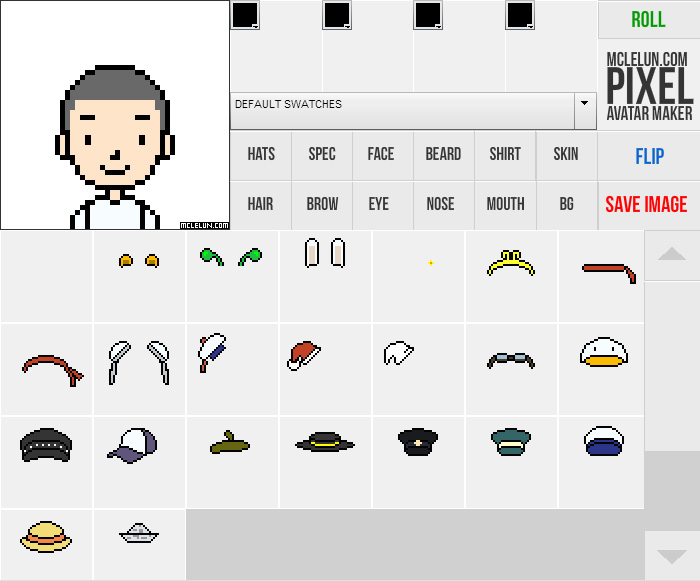 ROLL
MCLELUN.COM
PIXEL
AVATAR MAKER
DEFAULT SWATCHES
HATS SPEC FACE BEARD SHIRT SKIN FLIP
HAIR BROW EYE NOSE MOUTH BG SAVE IMAGE
MCLELUN.COM